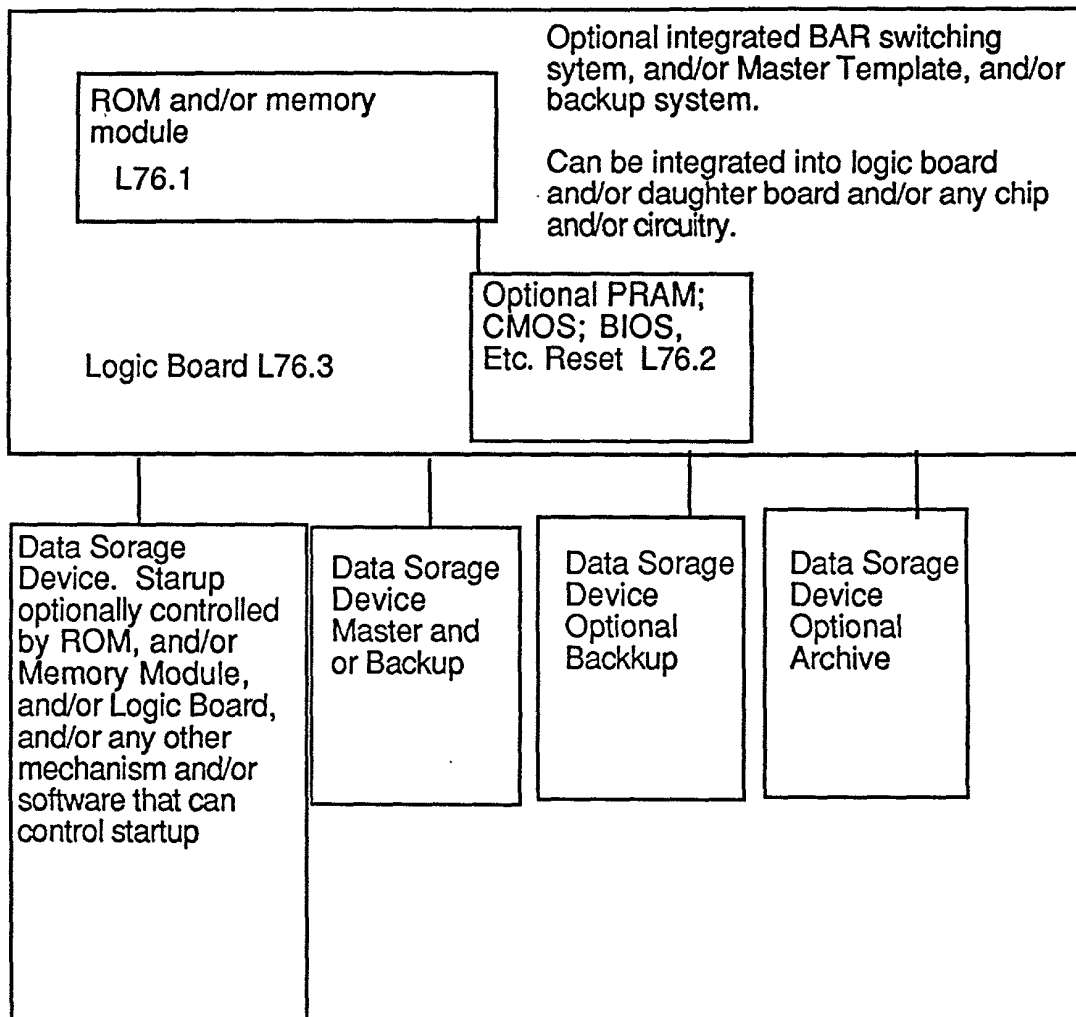 Optional integrated BAR switching
sytem, and/or Master Template, and/or
backup system.
Can be integrated into logic board
and/or daughter board and/or any chip
and/or circuitry.
ROM and/or memory
module
L76.1
Optional PRAM;
CMOS; BIOS,
Etc. Reset L76.2
Logic Board L76.3
Data Sorage
Device. Starup
optionally controlled
by ROM, and/or
Memory Module,
and/or Logic Board,
and/or any other
mechanism and/or
software that can
control startup
Data Sorage
Device
Master and
or Backup
Data Sorage
Device
Optional
Backkup
Data Sorage
Device
Optional
Archive